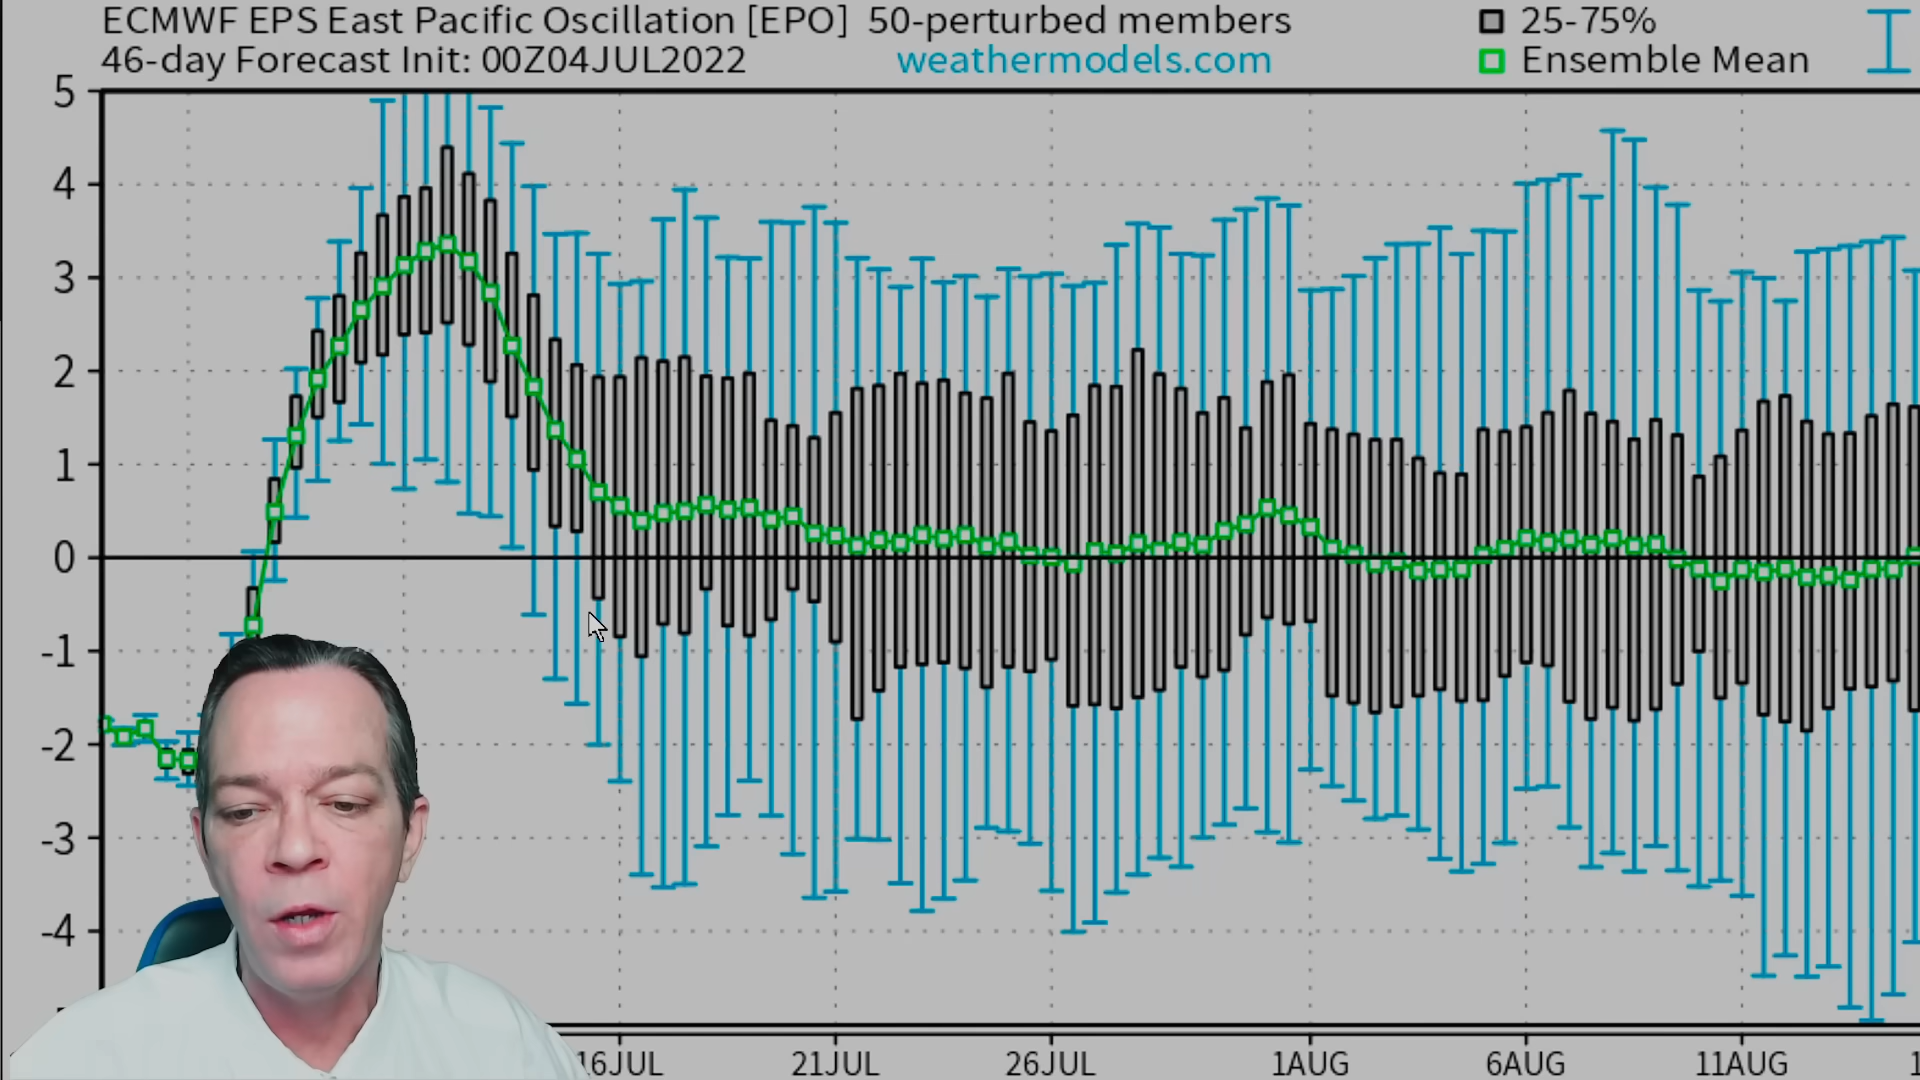 ECMWF EPS East Pacific Oscillation [EPO] 50-perturbed members
25-75%
46-day Forecast Init: 00Z04JUL2022
weathermodels.com
Ensemble Mean
5
4
3
2
1
0
-1
-2
-3
-4
16JUL
21JUL
26JUL
1AUG
6AUG
11AUG